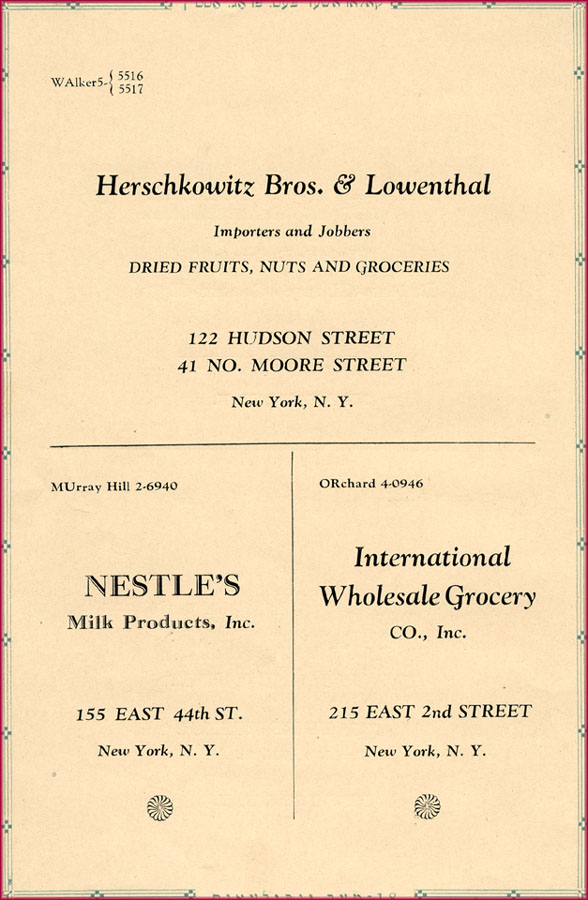 WAlker5-{ 5516
{ 5517
Herschkowitz Bros. & Lowenthal
Importers and Jobbers
DRIED FRUITS, NUTS AND GROCERIES
122 HUDSON STREET
41 NO. MOORE STREET
New York, N. Y.
MUrray Hill 2-6940
NESTLE'S
Milk Products, Inc.
155 EAST 44th ST.
New York, N. Y.
ORchard 4-0946
International
Wholesale Grocery
CO., Inc.
215 EAST 2nd STREET
New York, N. Y.